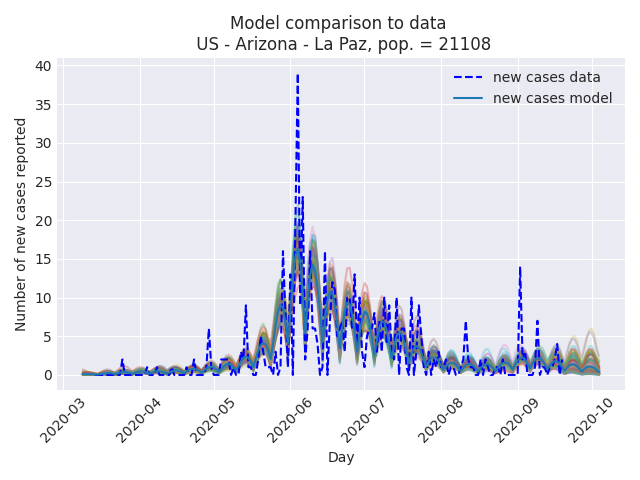 Model comparison to data
US - Arizona - La Paz, pop. = 21108
new cases data
new cases model
Number of new cases reported
40
35
30
25
20
15
10
5
0
2020-03
2020-04
2020-05
2020-06
2020-07
2020-08
2020-09
2020-10
Day